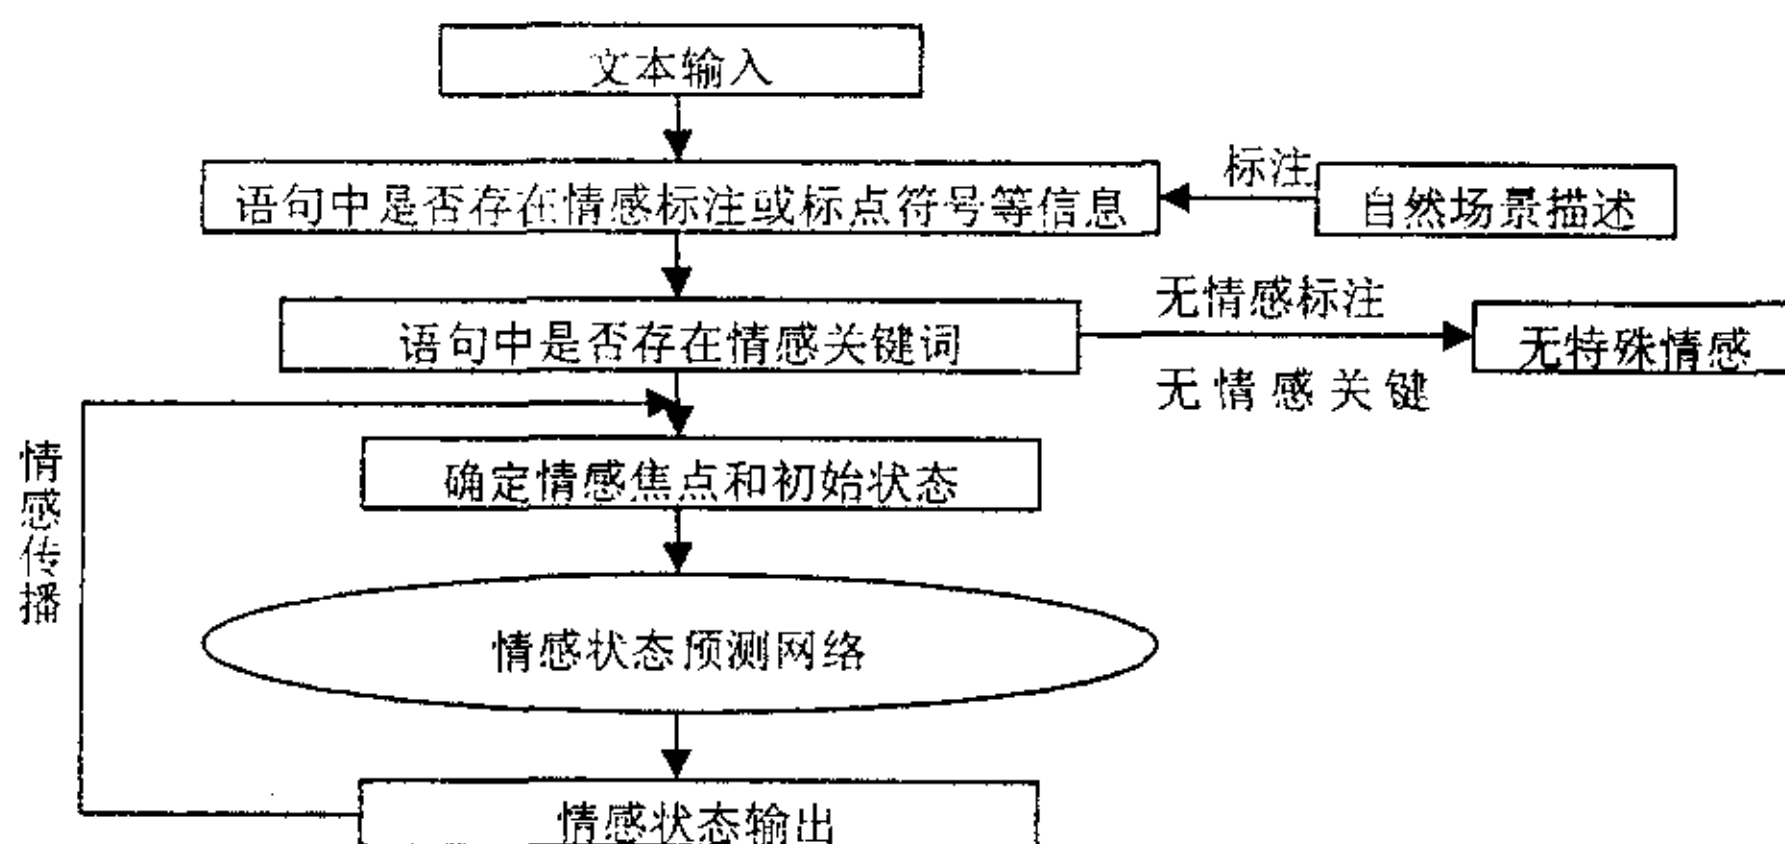 文本输入
标注
语句中是否存在情感标注或标点符号等信息
自然场景描述
无情感标注
语句中是否存在情感关键词
无特殊情感
无情感关键
确定情感焦点和初始状态
情感传播
情感状态预测网络
情感状态输出